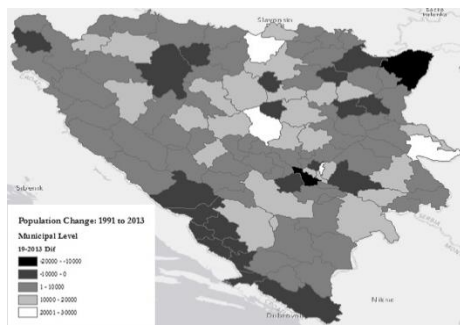 Slavonski
Šibenik
Population Change: 1991 to 2013
Municipal Level
19-2013 Dif
-20000 - -10000
-10000 - 0
1 - 10000
10000 - 20000
20001 - 30000
Nikšić
Dubrovnik